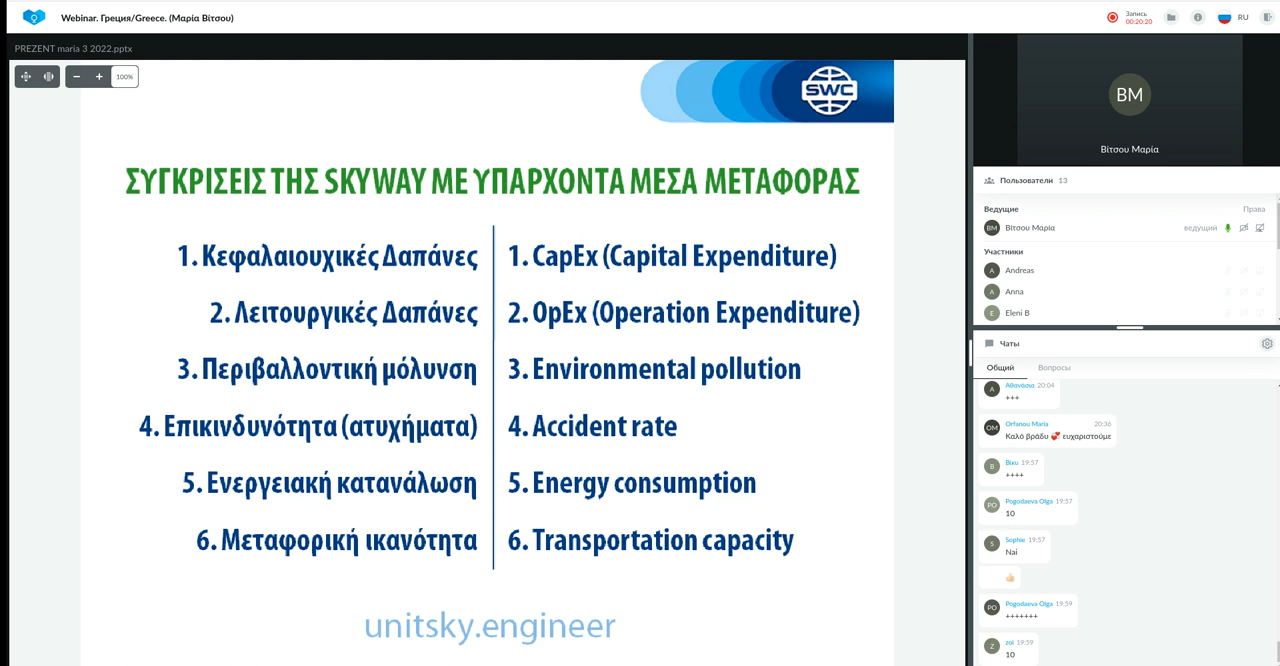 Webinar. Греция/Greece. (Марія Вітсου)
Запись
00:20:20
RU
PREZENT maria 3 2022.pptx
100%
SWC
ΣΥΓΚΡΙΣΕΙΣ ΤΗΣ SKYWAY ΜΕ ΥΠΑΡΧΟΝΤΑ ΜΕΣΑ ΜΕΤΑΦΟΡΑΣ
1. Κεφαλαιουχικές Δαπάνες
1. CapEx (Capital Expenditure)
2. Λειτουργικές Δαπάνες
2. OpEx (Operation Expenditure)
3. Περιβαλλοντική μόλυνση
3. Environmental pollution
4. Επικινδυνότητα (ατυχήματα)
4. Accident rate
5. Ενεργειακή κατανάλωση
5. Energy consumption
6. Μεταφορική ικανότητα
6. Transportation capacity
unitsky.engineer
BM
Βίτσου Μαρία
Пользователи 13
Ведущие Права
BM Βίτσου Μαρία ведущий
Участники
A Andreas
A Anna
E Eleni B
Чаты
Общий Вопросы
A Αθανάσια 20:04
+++
OM Orfanou Maria 20:36
Καλό βράδυ 💞 ευχαριστούμε
B Βίκυ 19:57
++++
PO Pogodaeva Olga 19:57
10
S Sophie 19:57
Nai
👍
PO Pogodaeva Olga 19:59
+++++++
Z zoi 19:59
10